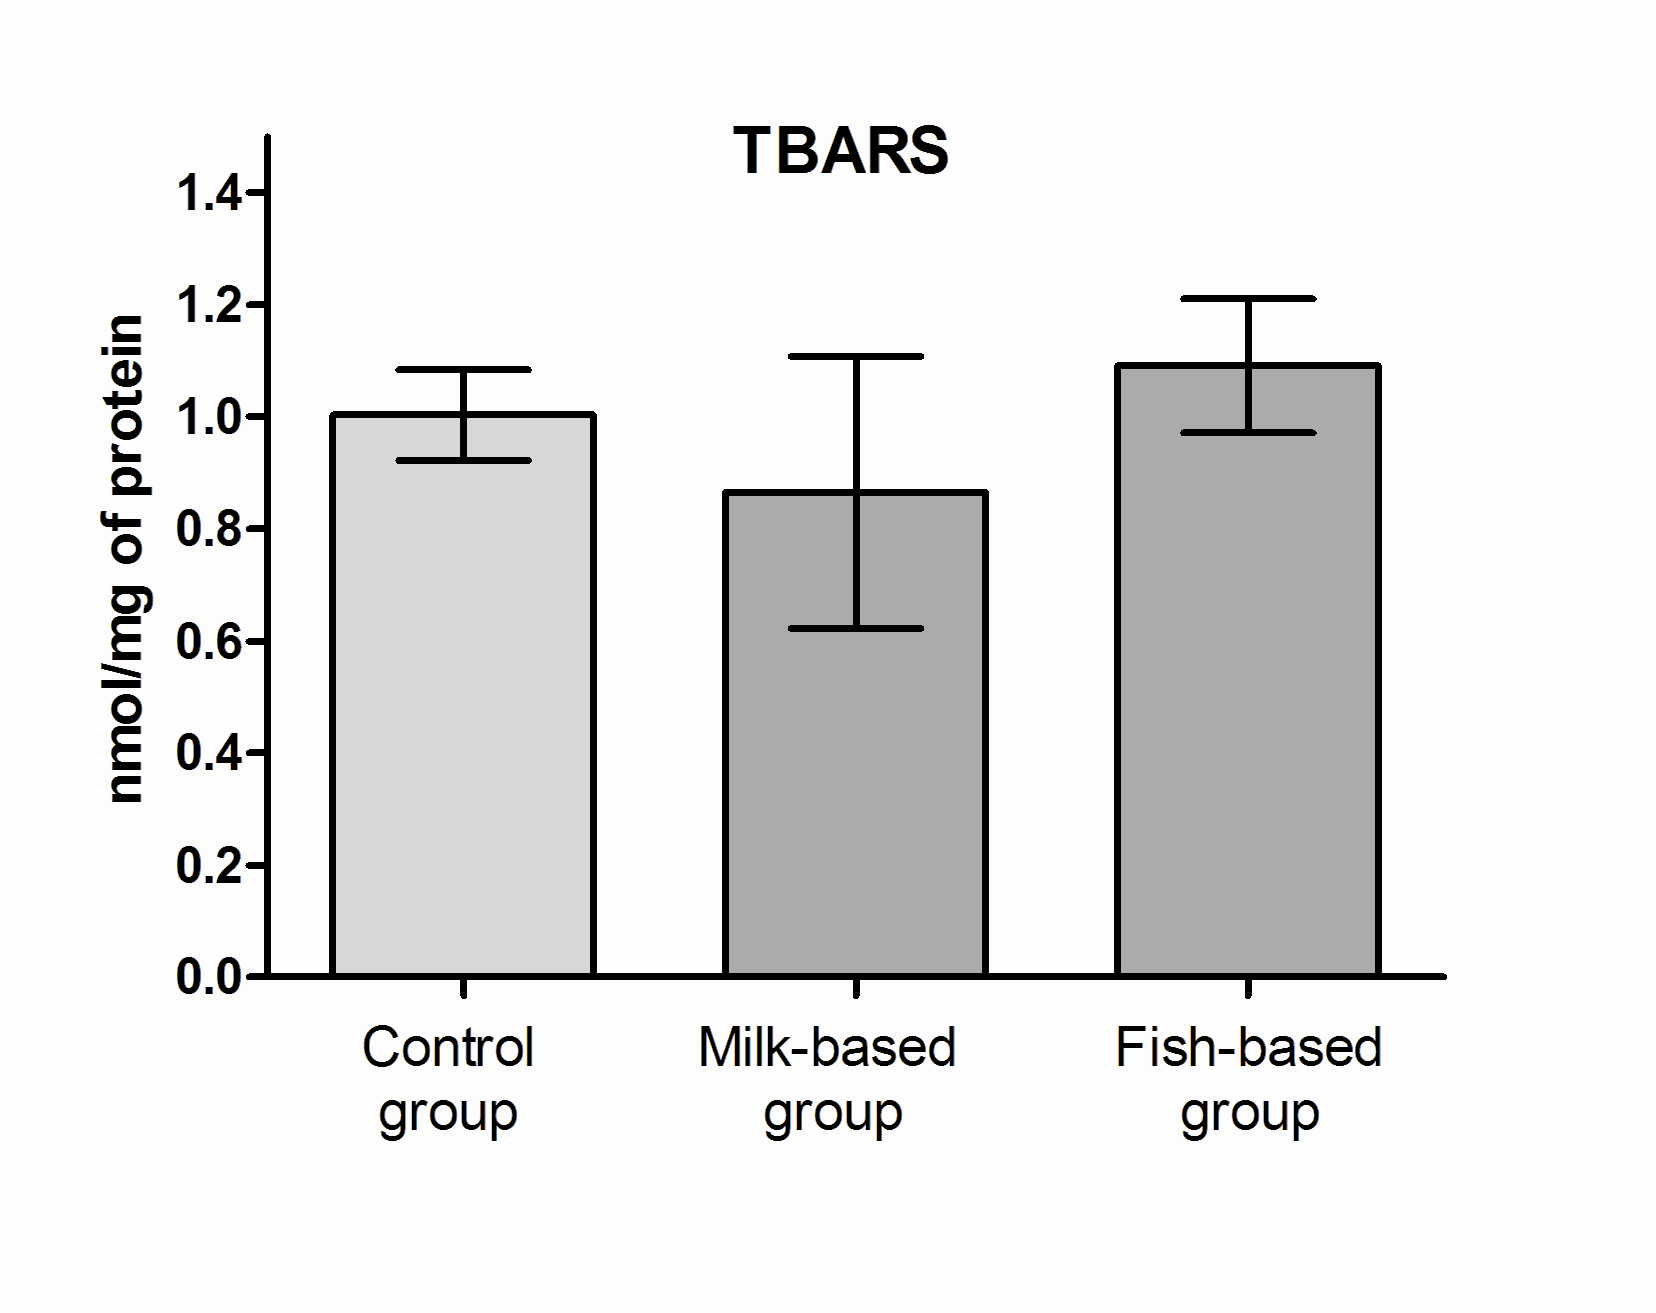 TBARS
nmol/mg of protein
1.4
1.2
1.0
0.8
0.6
0.4
0.2
0.0
Control
group
Milk-based
group
Fish-based
group